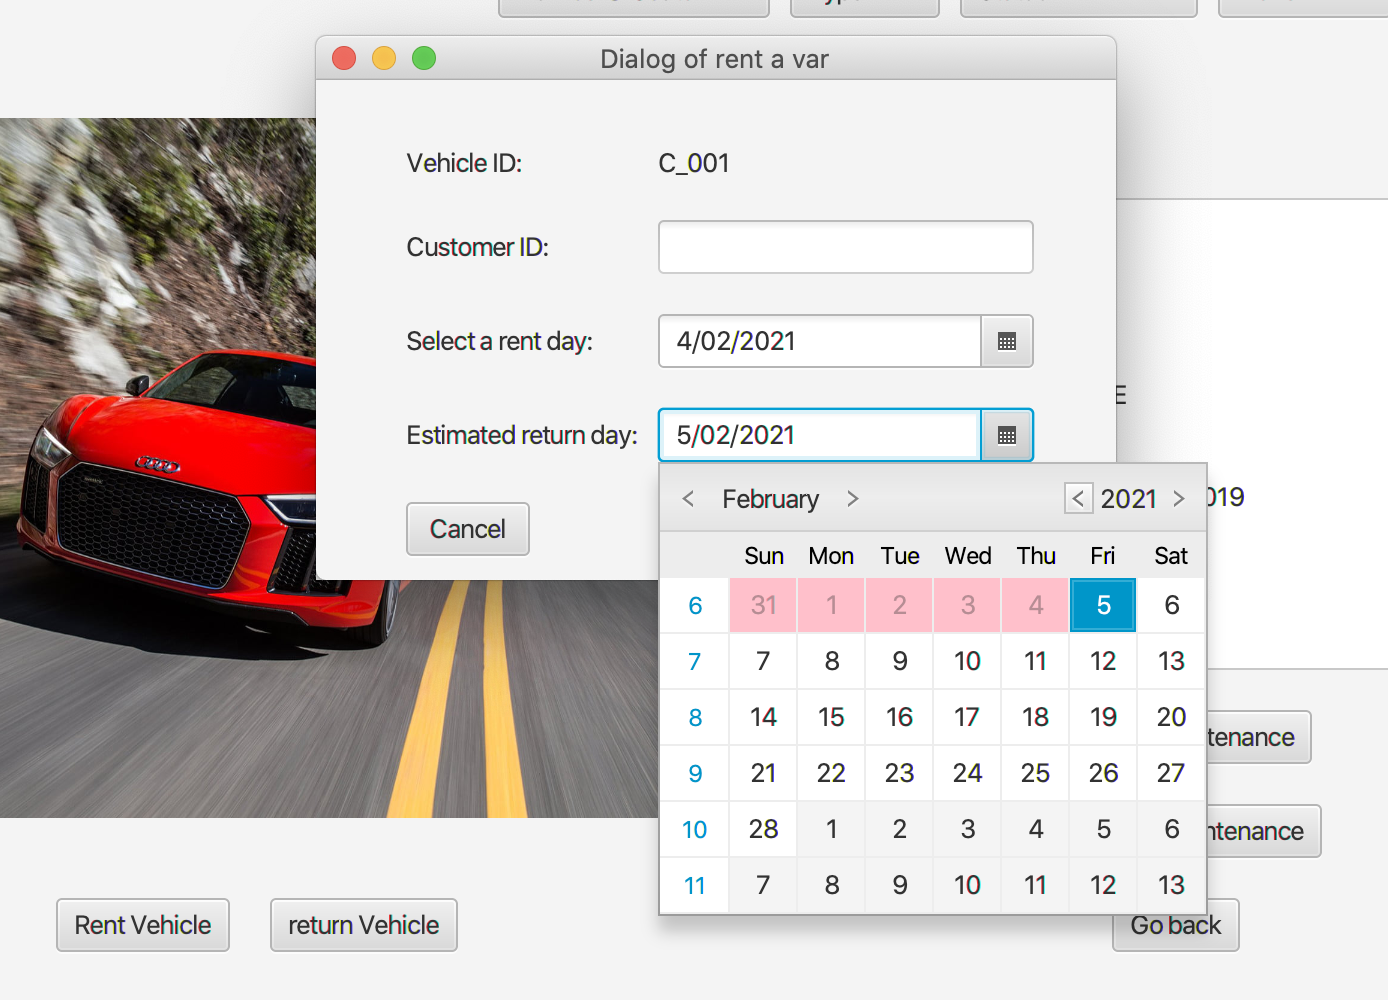 Dialog of rent a var
Vehicle ID: C_001
Customer ID:
Select a rent day: 4/02/2021
Estimated return day: 5/02/2021
Cancel
< February > < 2021 >
Sun Mon Tue Wed Thu Fri Sat
6 31 1 2 3 4 5 6
7 7 8 9 10 11 12 13
8 14 15 16 17 18 19 20
9 21 22 23 24 25 26 27
10 28 1 2 3 4 5 6
11 7 8 9 10 11 12 13
E
019
tenance
ntenance
Rent Vehicle
return Vehicle
Go back